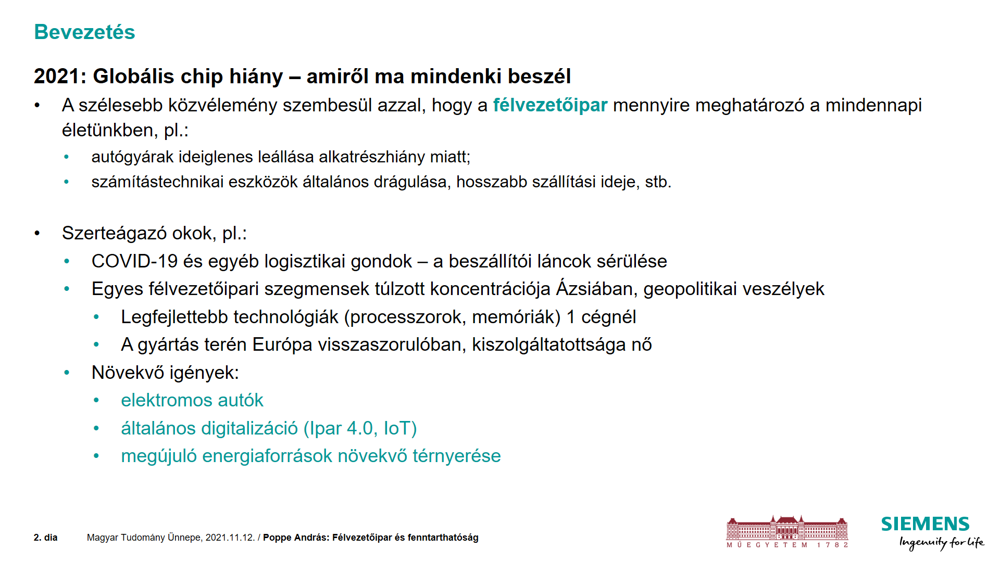 Bevezetés
2021: Globális chip hiány – amiről ma mindenki beszél
• A szélesebb közvélemény szembesül azzal, hogy a félvezetőipar mennyire meghatározó a mindennapi
életünkben, pl.:
• autógyárak ideiglenes leállása alkatrészhiány miatt;
• számítástechnikai eszközök általános drágulása, hosszabb szállítási ideje, stb.
• Szerteágazó okok, pl.:
• COVID-19 és egyéb logisztikai gondok – a beszállítói láncok sérülése
• Egyes félvezetőipari szegmensek túlzott koncentrációja Ázsiában, geopolitikai veszélyek
• Legfejlettebb technológiák (processzorok, memóriák) 1 cégnél
• A gyártás terén Európa visszaszorulóban, kiszolgáltatottsága nő
• Növekvő igények:
• elektromos autók
• általános digitalizáció (Ipar 4.0, IoT)
• megújuló energiaforrások növekvő térnyerése
2. dia Magyar Tudomány Ünnepe, 2021.11.12. / Poppe András: Félvezetőipar és fenntarthatóság
MŰEGYETEM 1782
SIEMENS
Ingenuity for life